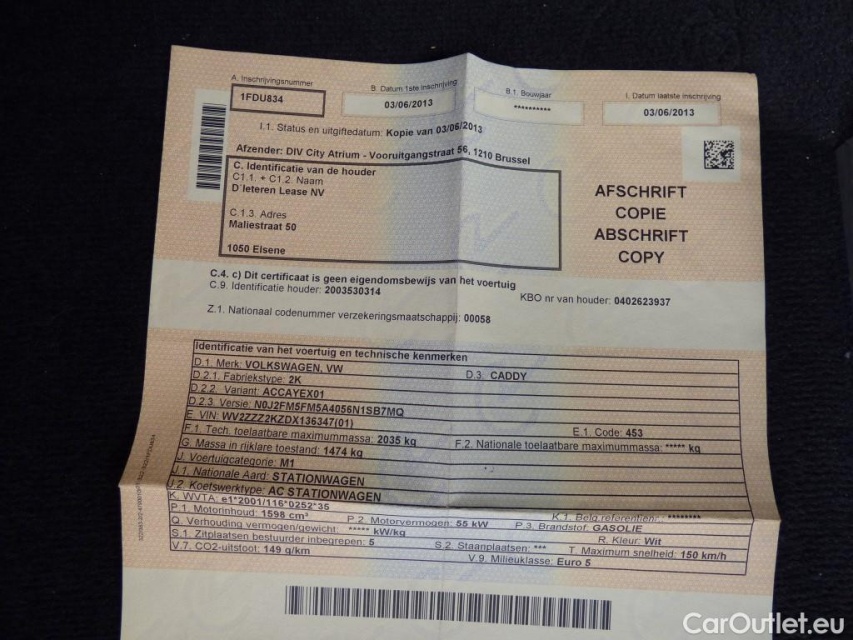 A. Inschrijvingsnummer
1FDU834
B. Datum 1ste inschrijving
03/06/2013
B.1. Bouwjaar
**********
I. Datum laatste inschrijving
03/06/2013
I.1. Status en uitgiftedatum: Kopie van 03/06/2013
Afzender: DIV City Atrium - Vooruitgangstraat 56, 1210 Brussel
C. Identificatie van de houder
C1.1. + C1.2. Naam
D'Ieteren Lease NV
C.1.3. Adres
Maliestraat 50
1050 Elsene
AFSCHRIFT
COPIE
ABSCHRIFT
COPY
C.4. c) Dit certificaat is geen eigendomsbewijs van het voertuig
C.9. Identificatie houder: 2003530314
KBO nr van houder: 0402623937
Z.1. Nationaal codenummer verzekeringsmaatschappij: 00058
Identificatie van het voertuig en technische kenmerken
D.1. Merk: VOLKSWAGEN, VW
D.3. CADDY
D.2.1. Fabriekstype: 2K
D.2.2. Variant: ACCAYEX01
D.2.3. Versie: N0J2FM5FM5A4056N1SB7MQ
E. VIN: WV2ZZZ2KZDX136347(01)
E.1. Code: 453
F.1. Tech. toelaatbare maximummassa: 2035 kg
F.2. Nationale toelaatbare maximummassa: ***** kg
G. Massa in rijklare toestand: 1474 kg
J. Voertuigcategorie: M1
J.1. Nationale Aard: STATIONWAGEN
J.2. Koetswerktype: AC STATIONWAGEN
K. WVTA: e1*2001/116*0252*35
K.1. Belg referentien: ********
P.1. Motorinhoud: 1598 cm³
P.2. Motorvermogen: 55 kW
P.3. Brandstof: GASOLIE
Q. Verhouding vermogen/gewicht: ***** kW/kg
R. Kleur: Wit
S.1. Zitplaatsen bestuurder inbegrepen: 5
S.2. Staanplaatsen: ***
T. Maximum snelheid: 150 km/h
V.7. CO2-uitstoot: 149 g/km
V.9. Milieuklasse: Euro 5
CarOutlet.eu